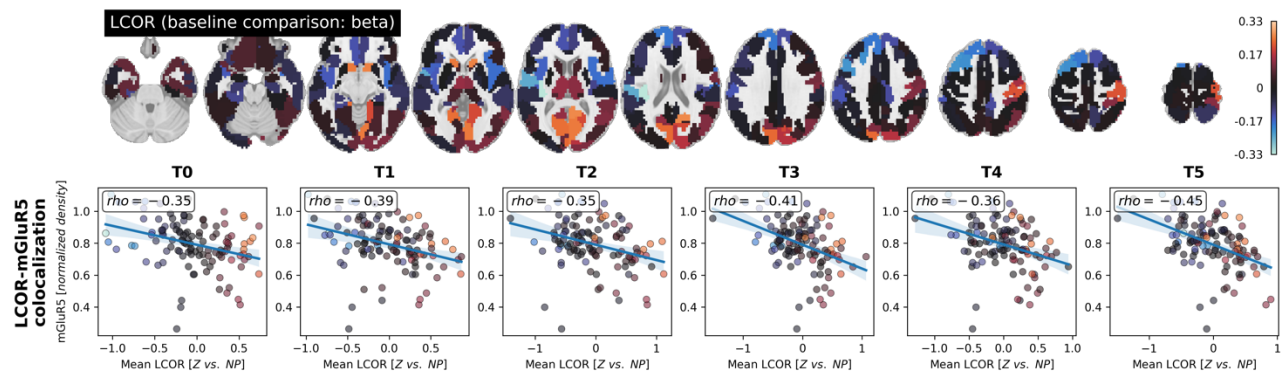 LCOR (baseline comparison: beta)
0.33
0.17
0
-0.17
-0.33
T0 T1 T2 T3 T4 T5
LCOR-mGluR5
colocalization
mGluR5 [normalized density]
rho = −0.35
rho = −0.39
rho = −0.35
rho = −0.41
rho = −0.36
rho = −0.45
1.0 0.8 0.6 0.4
1.0 0.8 0.6 0.4
1.0 0.8 0.6 0.4
1.0 0.8 0.6 0.4
1.0 0.8 0.6 0.4
1.0 0.8 0.6 0.4
−1.0 −0.5 0.0 0.5
−1.0 −0.5 0.0 0.5
−2 −1 0 1
−1 0 1
−1.0 −0.5 0.0 0.5 1.0
−1 0 1
Mean LCOR [Z vs. NP]
Mean LCOR [Z vs. NP]
Mean LCOR [Z vs. NP]
Mean LCOR [Z vs. NP]
Mean LCOR [Z vs. NP]
Mean LCOR [Z vs. NP]